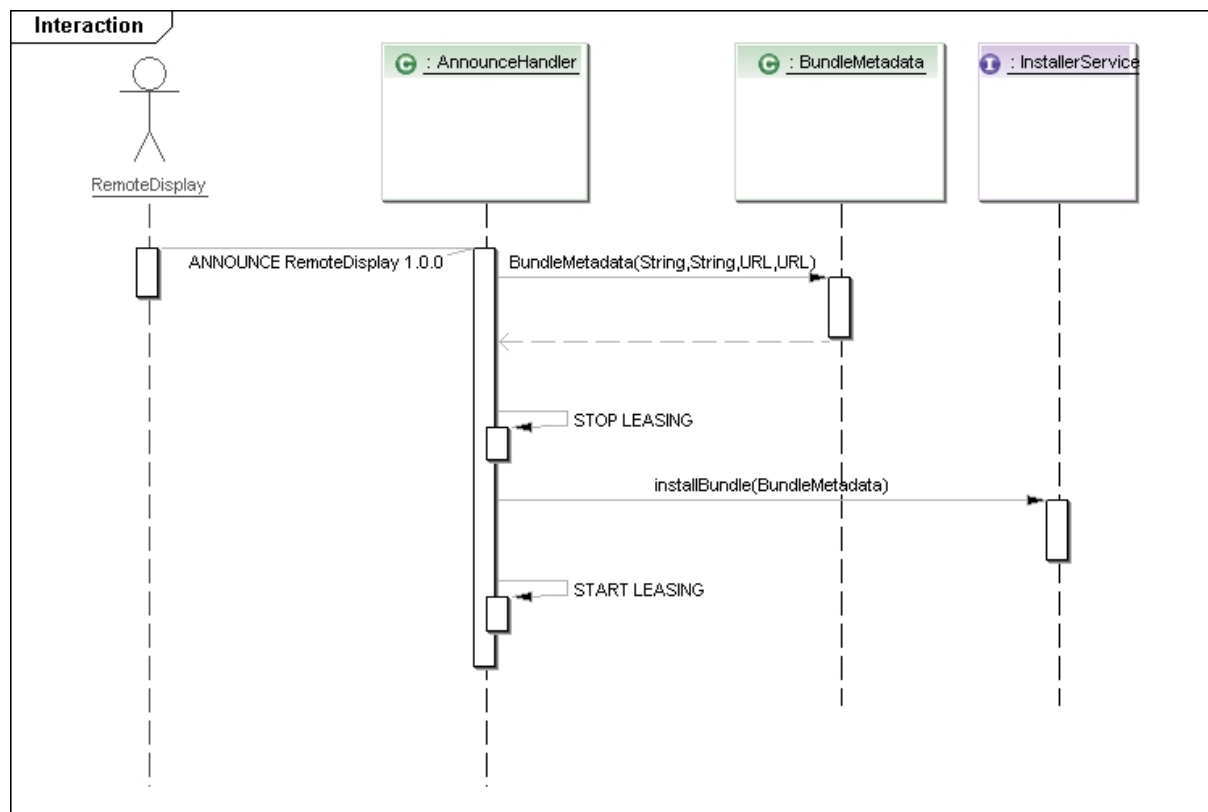 Interaction
C : AnnounceHandler
C : BundleMetadata
I : InstallerService
RemoteDisplay
ANNOUNCE RemoteDisplay 1.0.0
BundleMetadata(String,String,URL,URL)
STOP LEASING
installBundle(BundleMetadata)
START LEASING